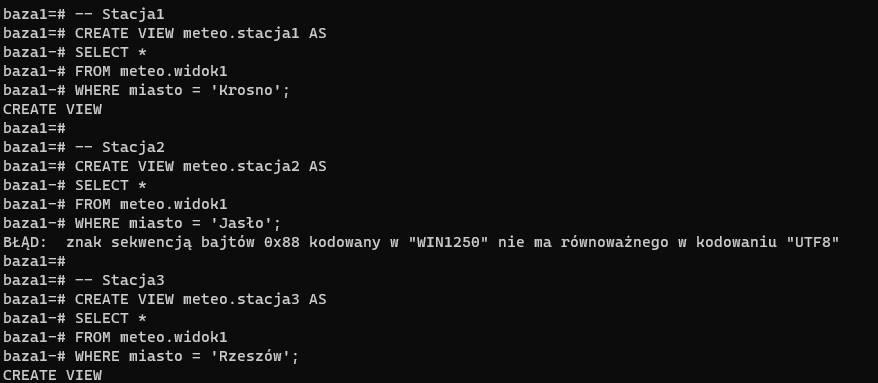 baza1=# -- Stacja1
baza1=# CREATE VIEW meteo.stacja1 AS
baza1-# SELECT *
baza1-# FROM meteo.widok1
baza1-# WHERE miasto = 'Krosno';
CREATE VIEW
baza1=#
baza1=# -- Stacja2
baza1=# CREATE VIEW meteo.stacja2 AS
baza1-# SELECT *
baza1-# FROM meteo.widok1
baza1-# WHERE miasto = 'Jasło';
BŁĄD:  znak sekwencją bajtów 0x88 kodowany w "WIN1250" nie ma równoważnego w kodowaniu "UTF8"
baza1=#
baza1=# -- Stacja3
baza1=# CREATE VIEW meteo.stacja3 AS
baza1-# SELECT *
baza1-# FROM meteo.widok1
baza1-# WHERE miasto = 'Rzeszów';
CREATE VIEW